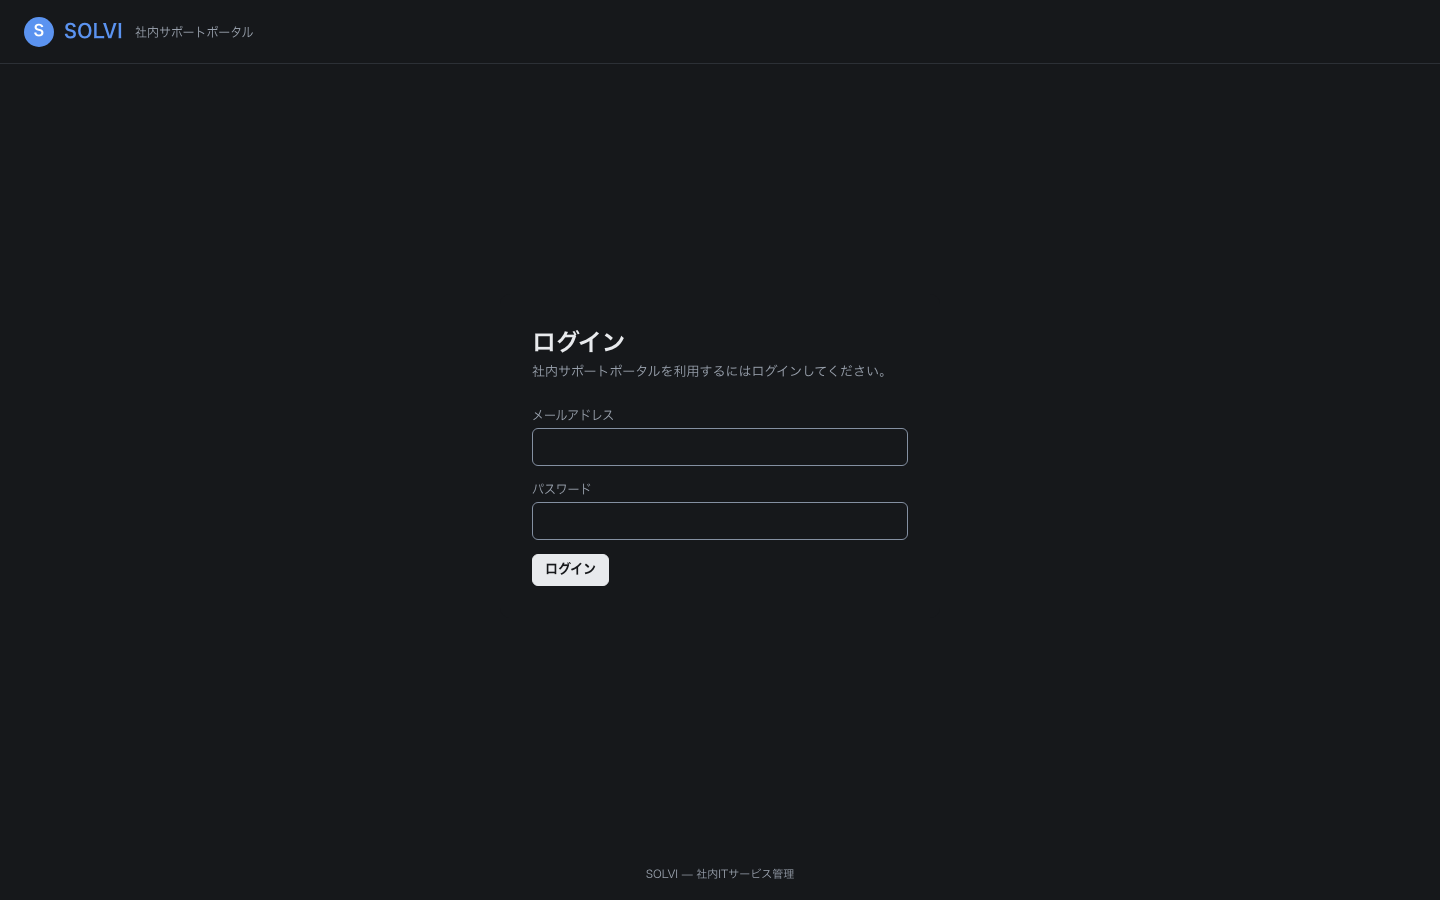 S SOLVI 社内サポートポータル
ログイン
社内サポートポータルを利用するにはログインしてください。
メールアドレス
パスワード
ログイン
SOLVI — 社内ITサービス管理